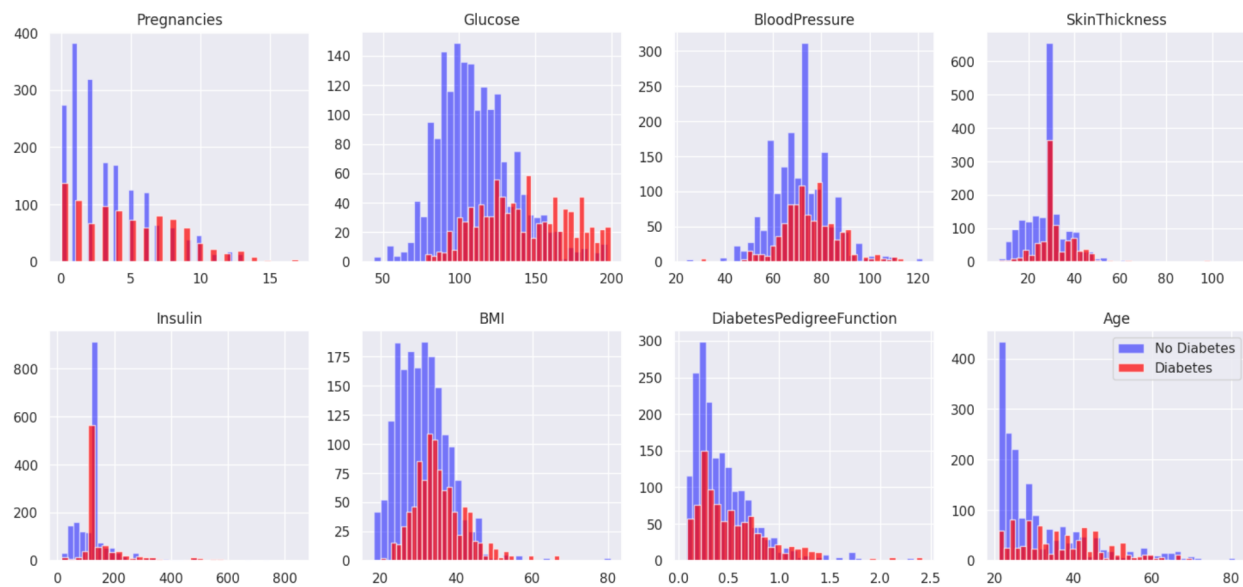 Pregnancies
400
300
200
100
0
0 5 10 15
Glucose
140
120
100
80
60
40
20
0
50 100 150 200
BloodPressure
300
250
200
150
100
50
0
20 40 60 80 100 120
SkinThickness
600
500
400
300
200
100
0
20 40 60 80 100
Insulin
800
600
400
200
0
0 200 400 600 800
BMI
175
150
125
100
75
50
25
0
20 40 60 80
DiabetesPedigreeFunction
300
250
200
150
100
50
0
0.0 0.5 1.0 1.5 2.0 2.5
Age
No Diabetes
Diabetes
400
300
200
100
0
20 40 60 80